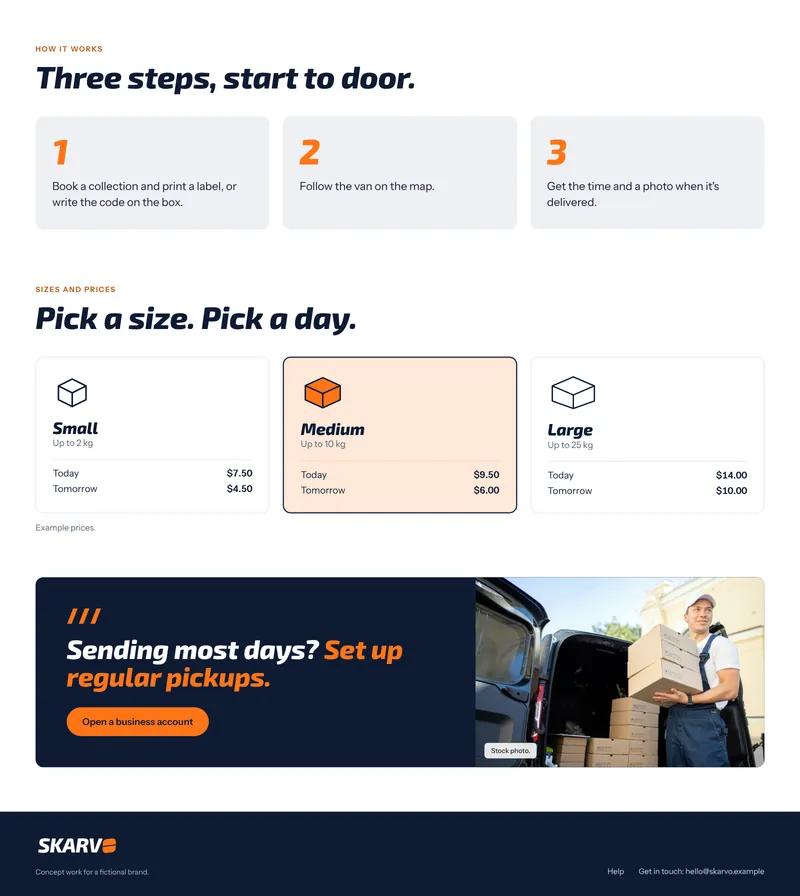 HOW IT WORKS
Three steps, start to door.
1
Book a collection and print a label, or
write the code on the box.
2
Follow the van on the map.
3
Get the time and a photo when it's
delivered.
SIZES AND PRICES
Pick a size. Pick a day.
Small
Up to 2 kg
Today $7.50
Tomorrow $4.50
Medium
Up to 10 kg
Today $9.50
Tomorrow $6.00
Large
Up to 25 kg
Today $14.00
Tomorrow $10.00
Example prices.
Sending most days? Set up
regular pickups.
Open a business account
Stock photo.
SKARVO
Concept work for a fictional brand.
Help
Get in touch: hello@skarvo.example